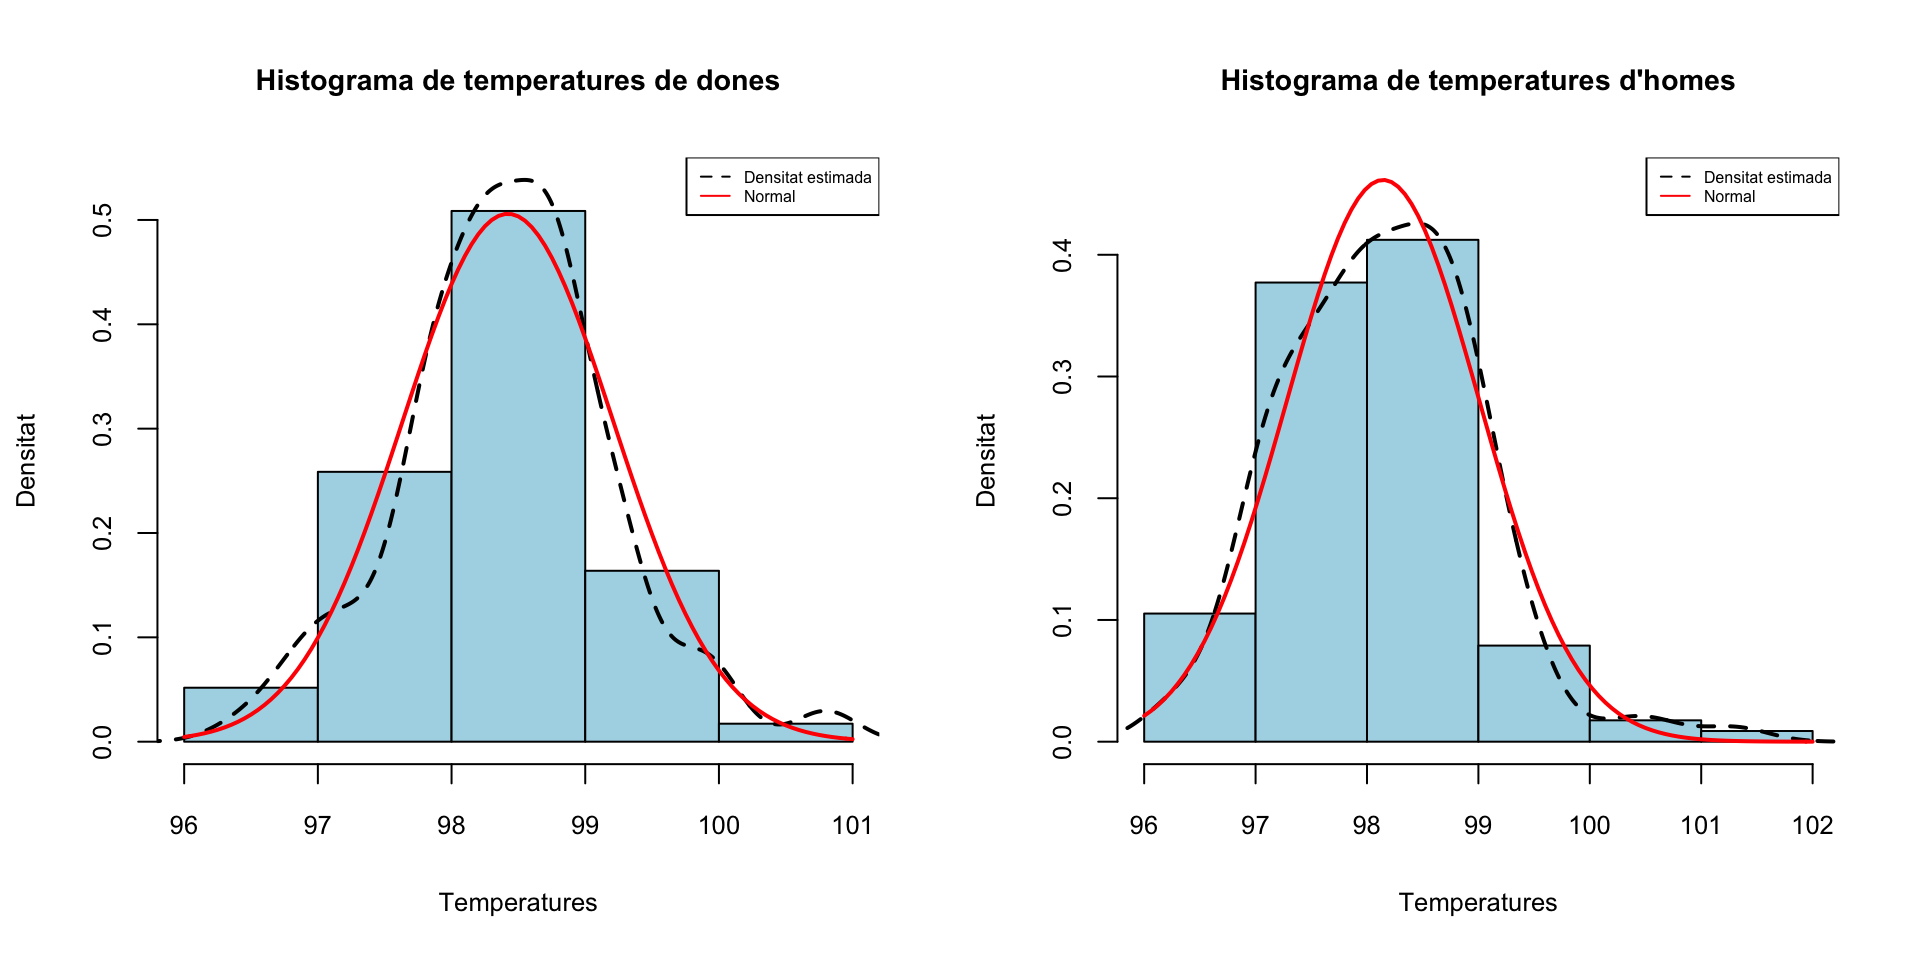 Histograma de temperatures de dones
Densitat estimada
Normal
Densitat
0.0
0.1
0.2
0.3
0.4
0.5
96 97 98 99 100 101
Temperatures
Histograma de temperatures d'homes
Densitat estimada
Normal
Densitat
0.0
0.1
0.2
0.3
0.4
96 97 98 99 100 101 102
Temperatures